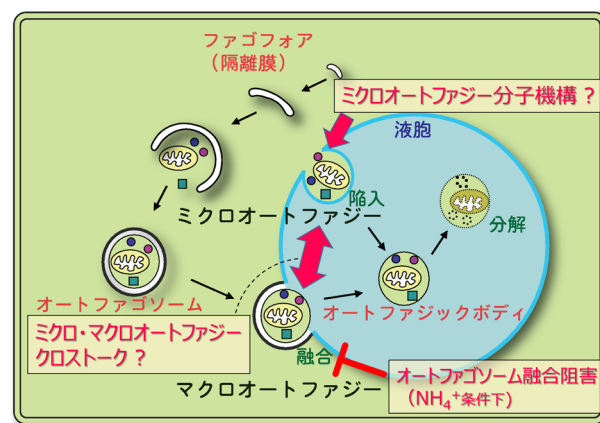 ファゴフォア
（隔離膜）
ミクロオートファジー分子機構？
液胞
陥入
ミクロオートファジー
分解
オートファゴソーム
オートファジックボディ
ミクロ・マクロオートファジー
クロストーク？
融合
マクロオートファジー
オートファゴソーム融合阻害
（NH₄⁺条件下）